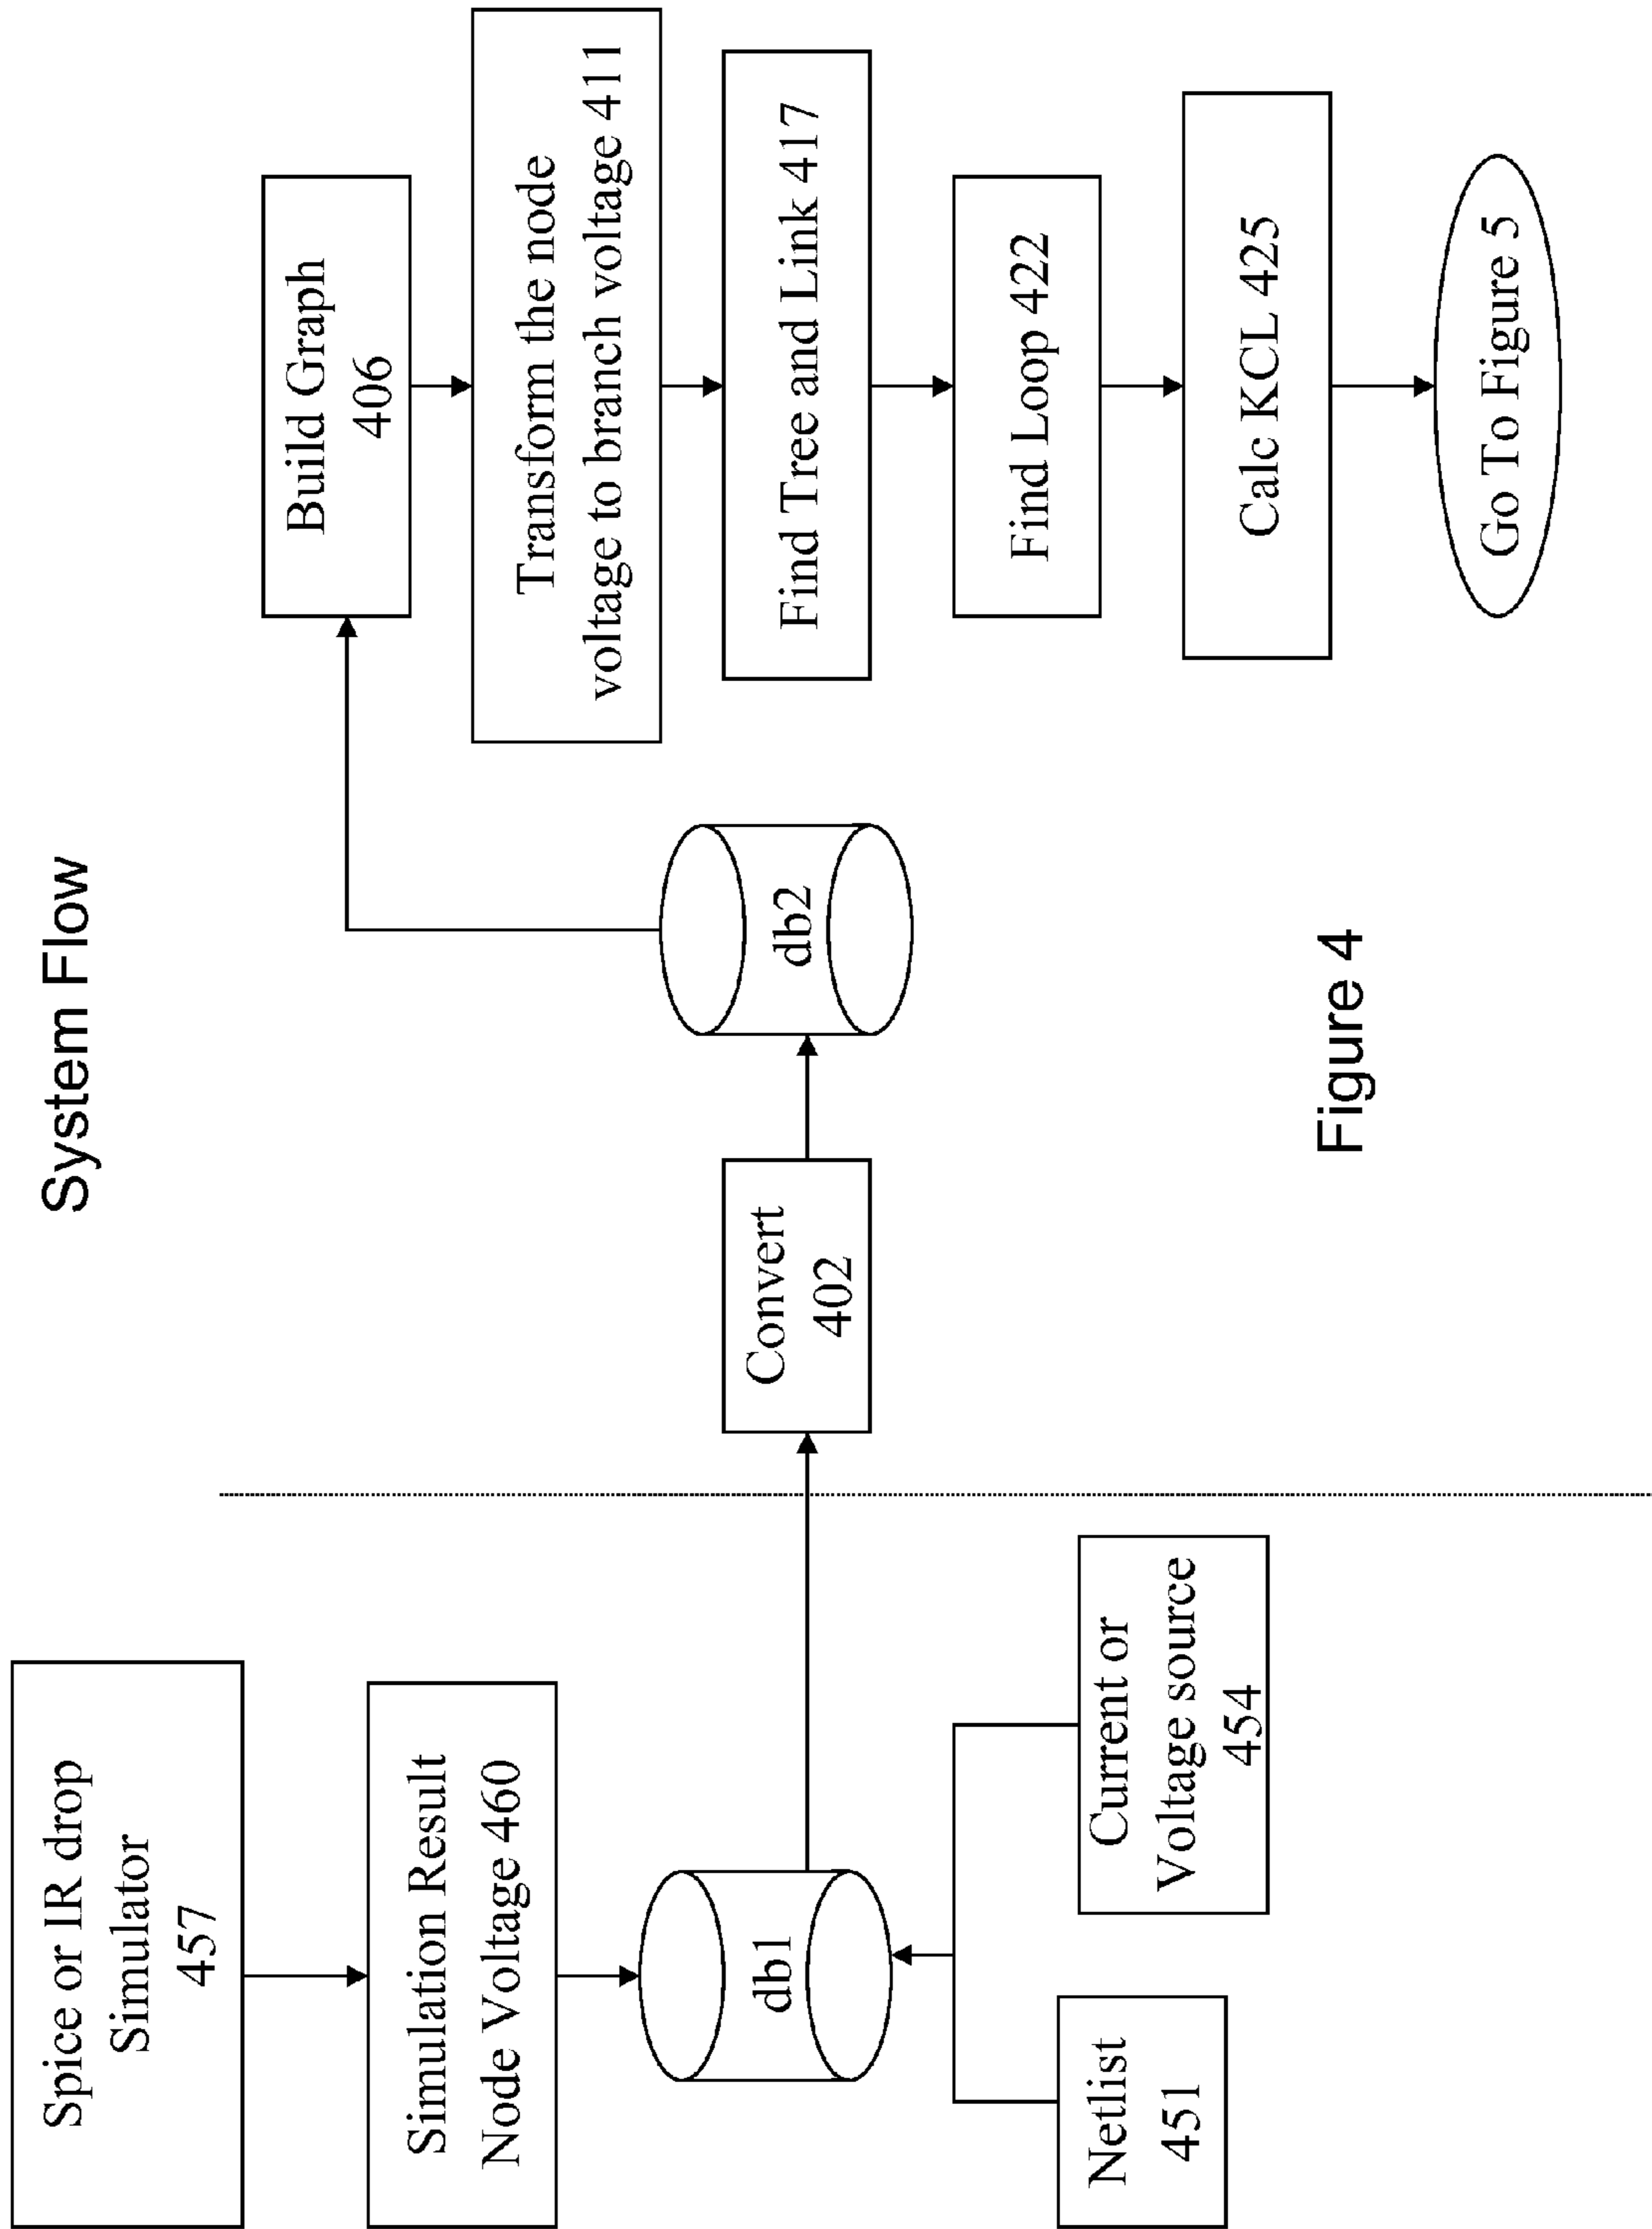 System Flow
Spice or IR drop
Simulator
457
Simulation Result
Node Voltage 460
db1
Netlist
451
Current or
Voltage source
454
Convert
402
db2
Build Graph
406
Transform the node
voltage to branch voltage 411
Find Tree and Link 417
Find Loop 422
Calc KCL 425
Go To Figure 5
Figure 4